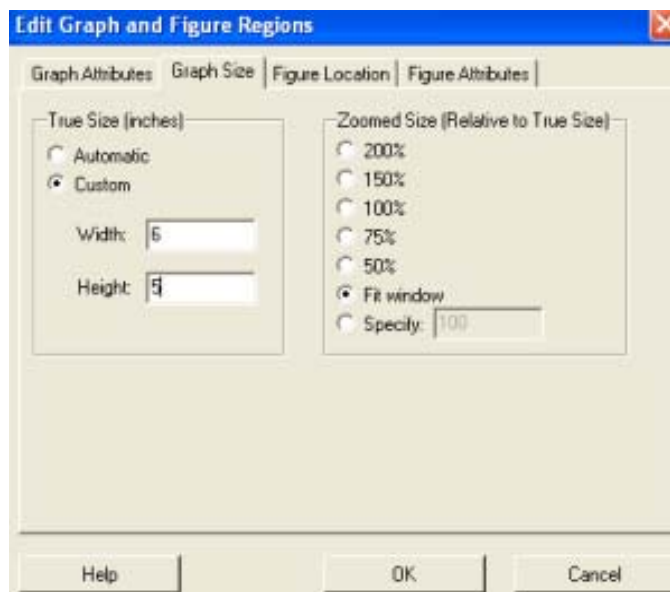 Edit Graph and Figure Regions
Graph Attributes Graph Size Figure Location Figure Attributes
True Size (inches)
Automatic
Custom
Width: 6
Height: 5
Zoomed Size (Relative to True Size)
200%
150%
100%
75%
50%
Fit window
Specify: 100
Help OK Cancel